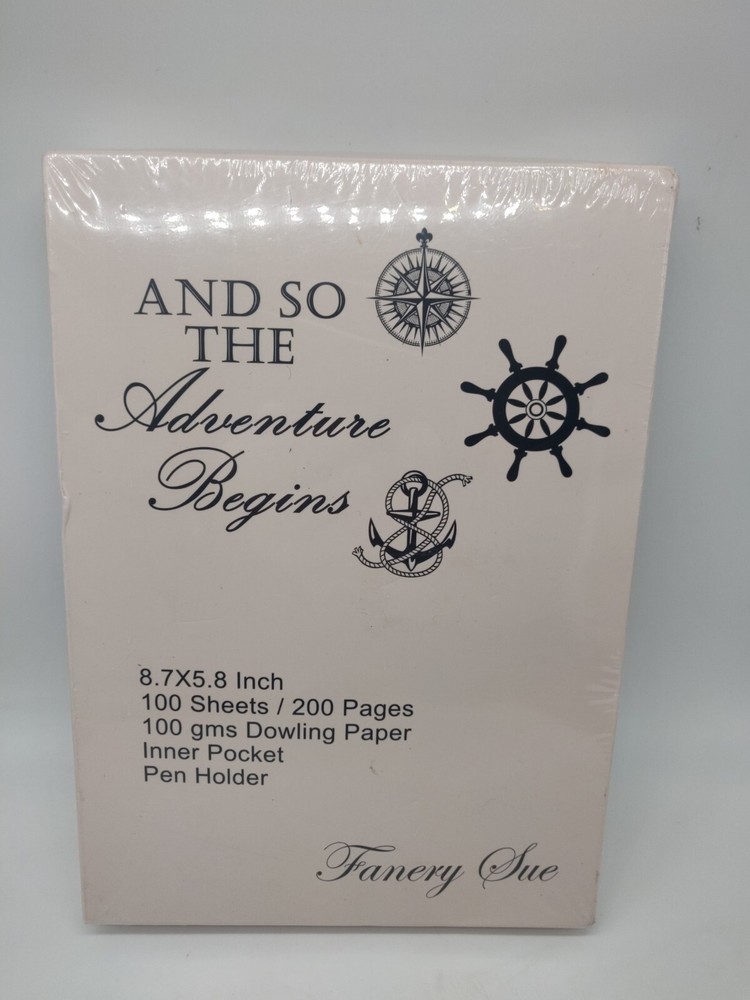 AND SO
THE
Adventure
Begins
8.7X5.8 Inch
100 Sheets / 200 Pages
100 gms Dowling Paper
Inner Pocket
Pen Holder
Fanery Sue